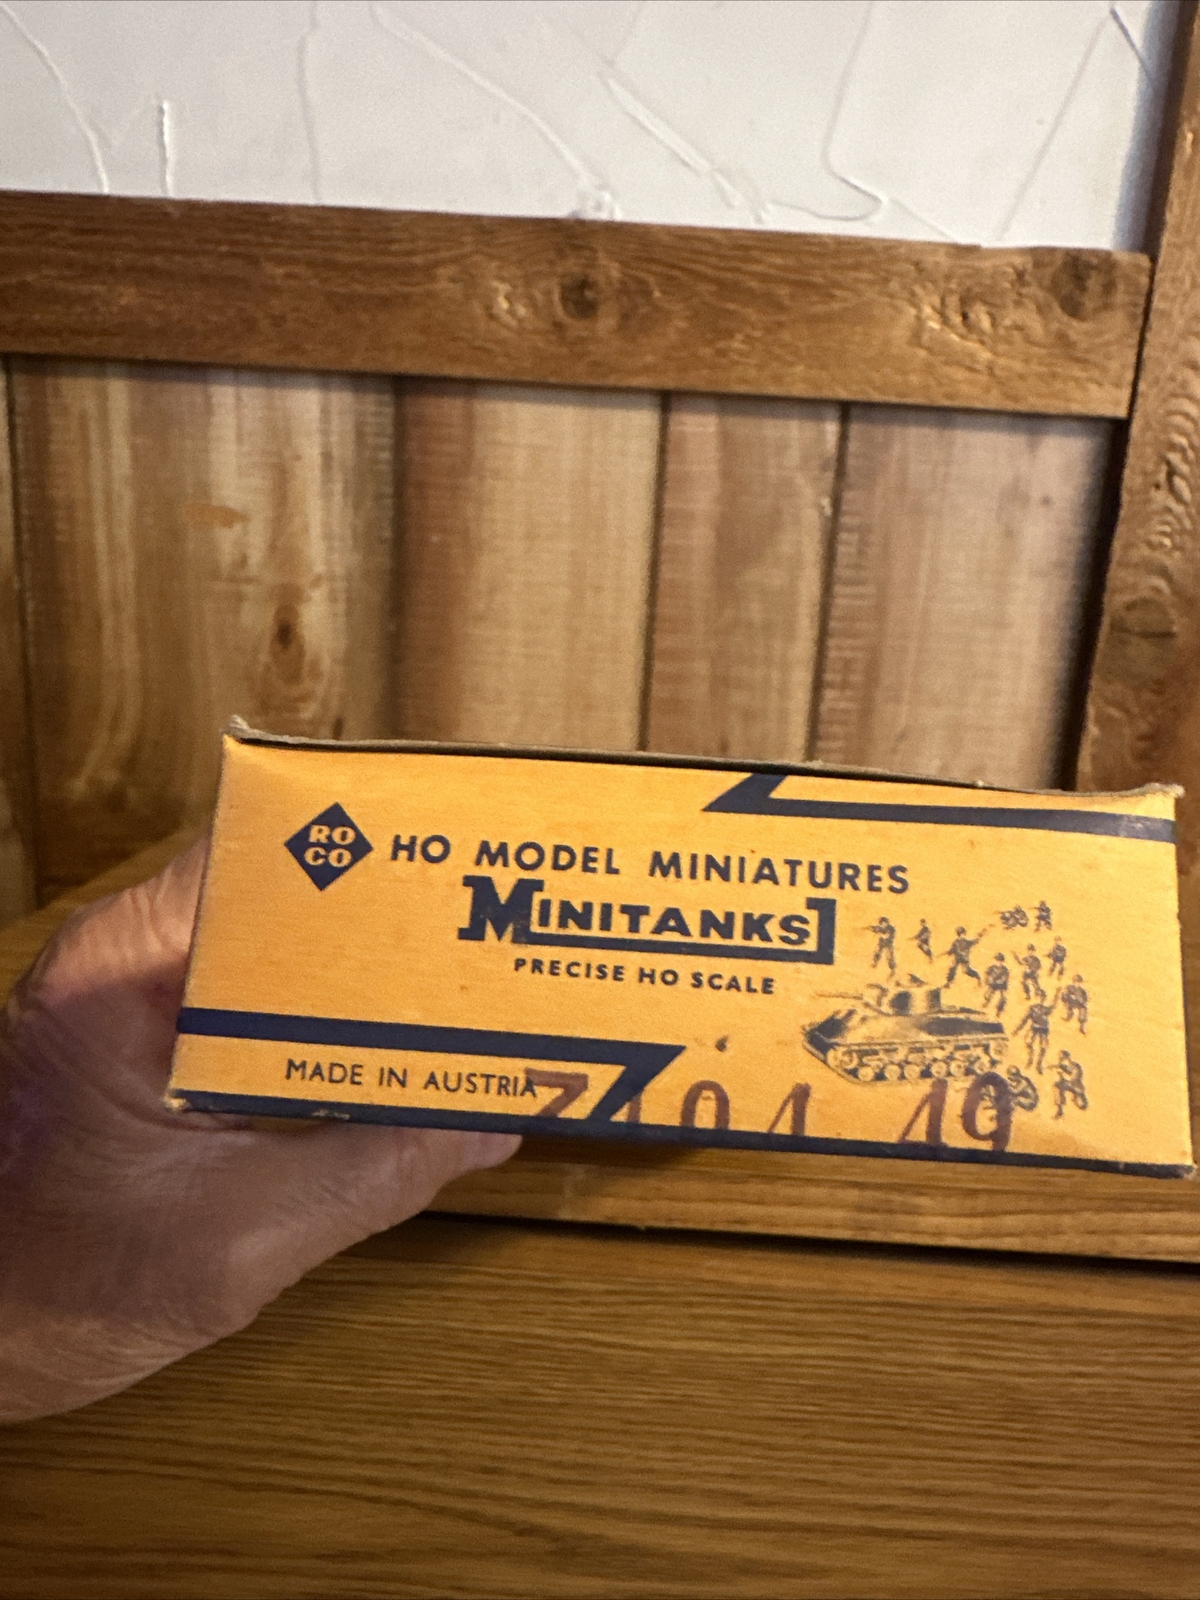 RO
CO
HO MODEL MINIATURES
MINITANKS
PRECISE HO SCALE
MADE IN AUSTRIA